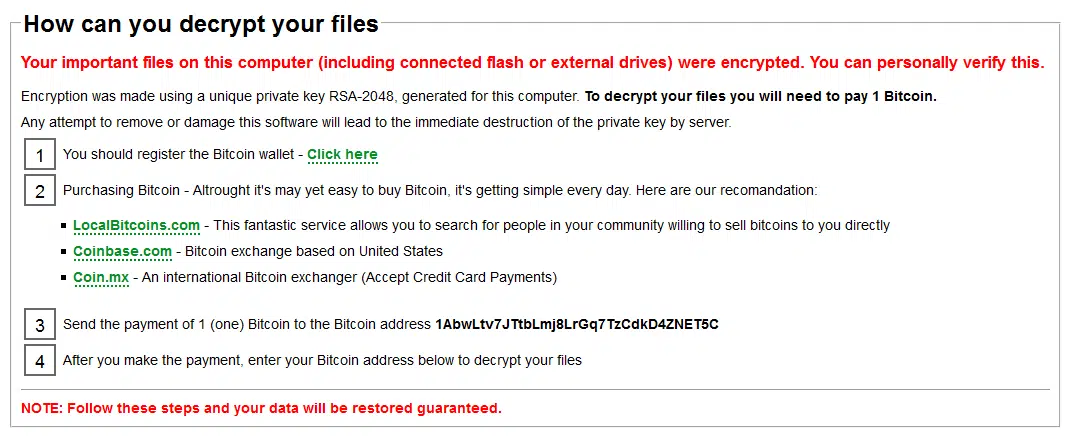 How can you decrypt your files
Your important files on this computer (including connected flash or external drives) were encrypted. You can personally verify this.
Encryption was made using a unique private key RSA-2048, generated for this computer. To decrypt your files you will need to pay 1 Bitcoin.
Any attempt to remove or damage this software will lead to the immediate destruction of the private key by server.
1 You should register the Bitcoin wallet - Click here
2 Purchasing Bitcoin - Altrought it's may yet easy to buy Bitcoin, it's getting simple every day. Here are our recomandation:
LocalBitcoins.com - This fantastic service allows you to search for people in your community willing to sell bitcoins to you directly
Coinbase.com - Bitcoin exchange based on United States
Coin.mx - An international Bitcoin exchanger (Accept Credit Card Payments)
3 Send the payment of 1 (one) Bitcoin to the Bitcoin address 1AbwLtv7JTtbLmj8LrGq7TzCdkD4ZNET5C
4 After you make the payment, enter your Bitcoin address below to decrypt your files
NOTE: Follow these steps and your data will be restored guaranteed.